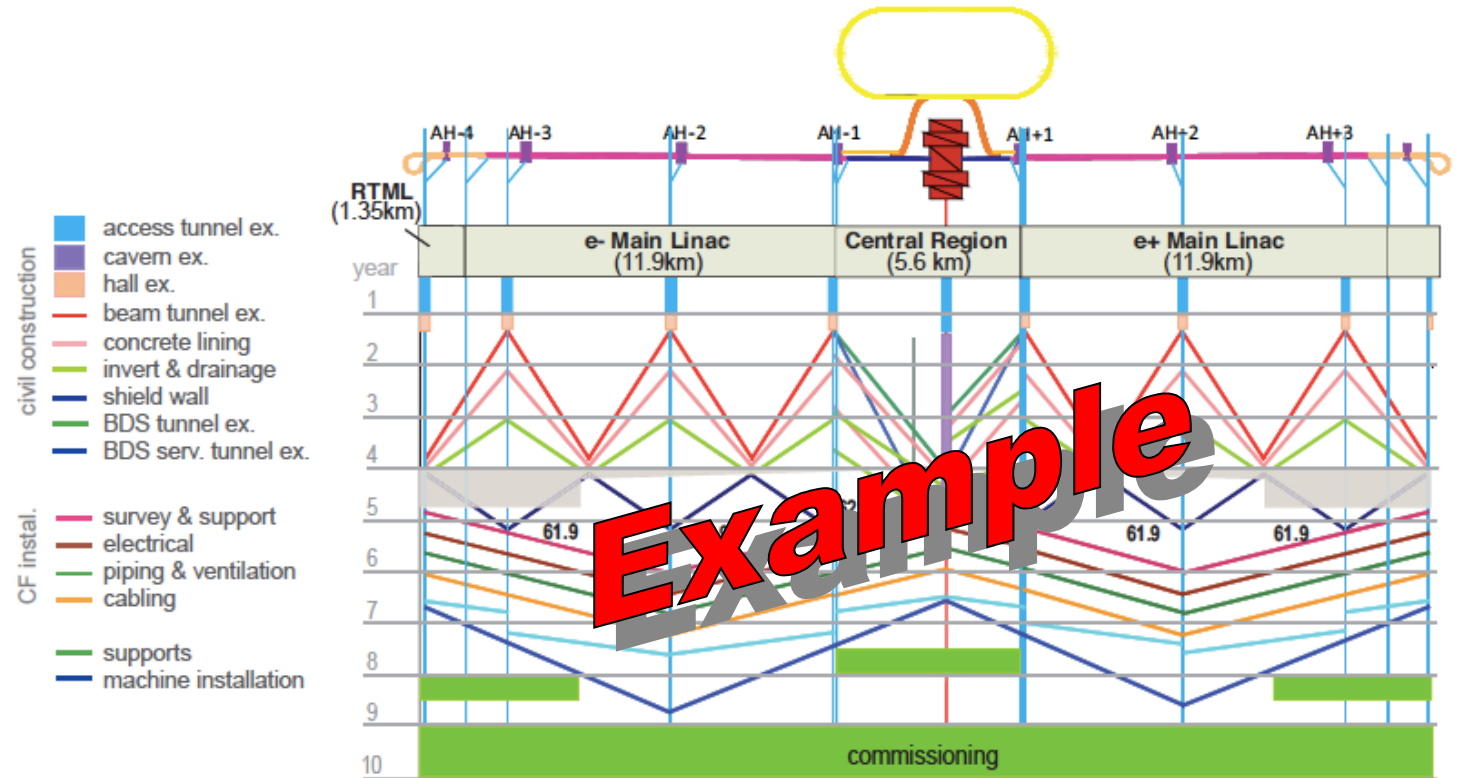 AH-4 AH-3 AH-2 AH-1 AH+1 AH+2 AH+3
RTML
(1.35km)
e- Main Linac
(11.9km)
Central Region
(5.6 km)
e+ Main Linac
(11.9km)
year
1
2
3
4
5
6
7
8
9
10
civil construction
access tunnel ex.
cavern ex.
hall ex.
beam tunnel ex.
concrete lining
invert & drainage
shield wall
BDS tunnel ex.
BDS serv. tunnel ex.
CF instal.
survey & support
electrical
piping & ventilation
cabling
supports
machine installation
61.9
61.9
61.9
Example
commissioning